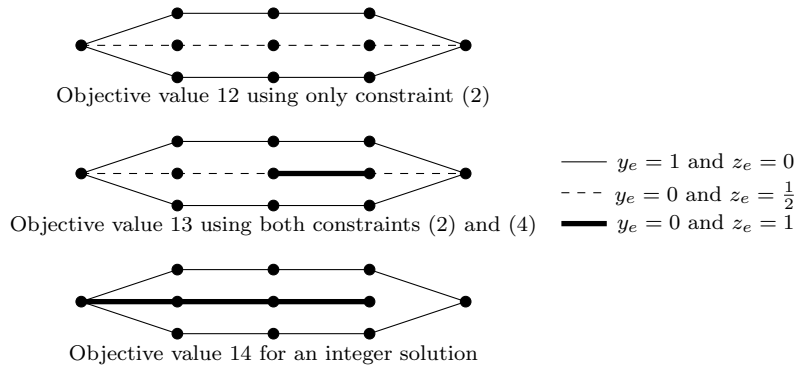 Objective value 12 using only constraint (2)
y_e = 1 and z_e = 0
y_e = 0 and z_e = 1/2
Objective value 13 using both constraints (2) and (4)
y_e = 0 and z_e = 1
Objective value 14 for an integer solution